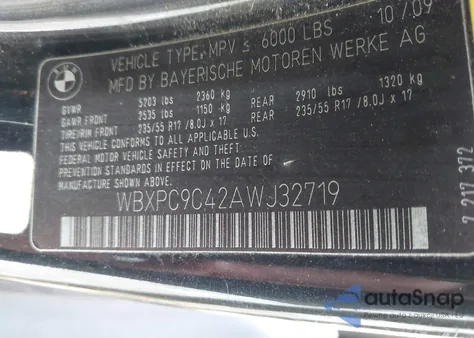 BMW
10/09
VEHICLE TYPE, MPV ≤ 6000 LBS
MFD BY BAYERISCHE MOTOREN WERKE AG
GVWR 5203 lbs 2360 kg
GAWR FRONT 2535 lbs 1150 kg REAR 2910 lbs 1320 kg
TIRE/RIM FRONT 235/55 R17 /8.0J x 17 REAR 235/55 R17 /8.0J x 17
THIS VEHICLE CONFORMS TO ALL APPLICABLE U.S.
FEDERAL MOTOR VEHICLE SAFETY AND THEFT
PREVENTION STANDARDS IN EFFECT ON THE DATE OF
MANUFACTURE SHOWN ABOVE.
WBXPC9C42AWJ32719
autoSnap